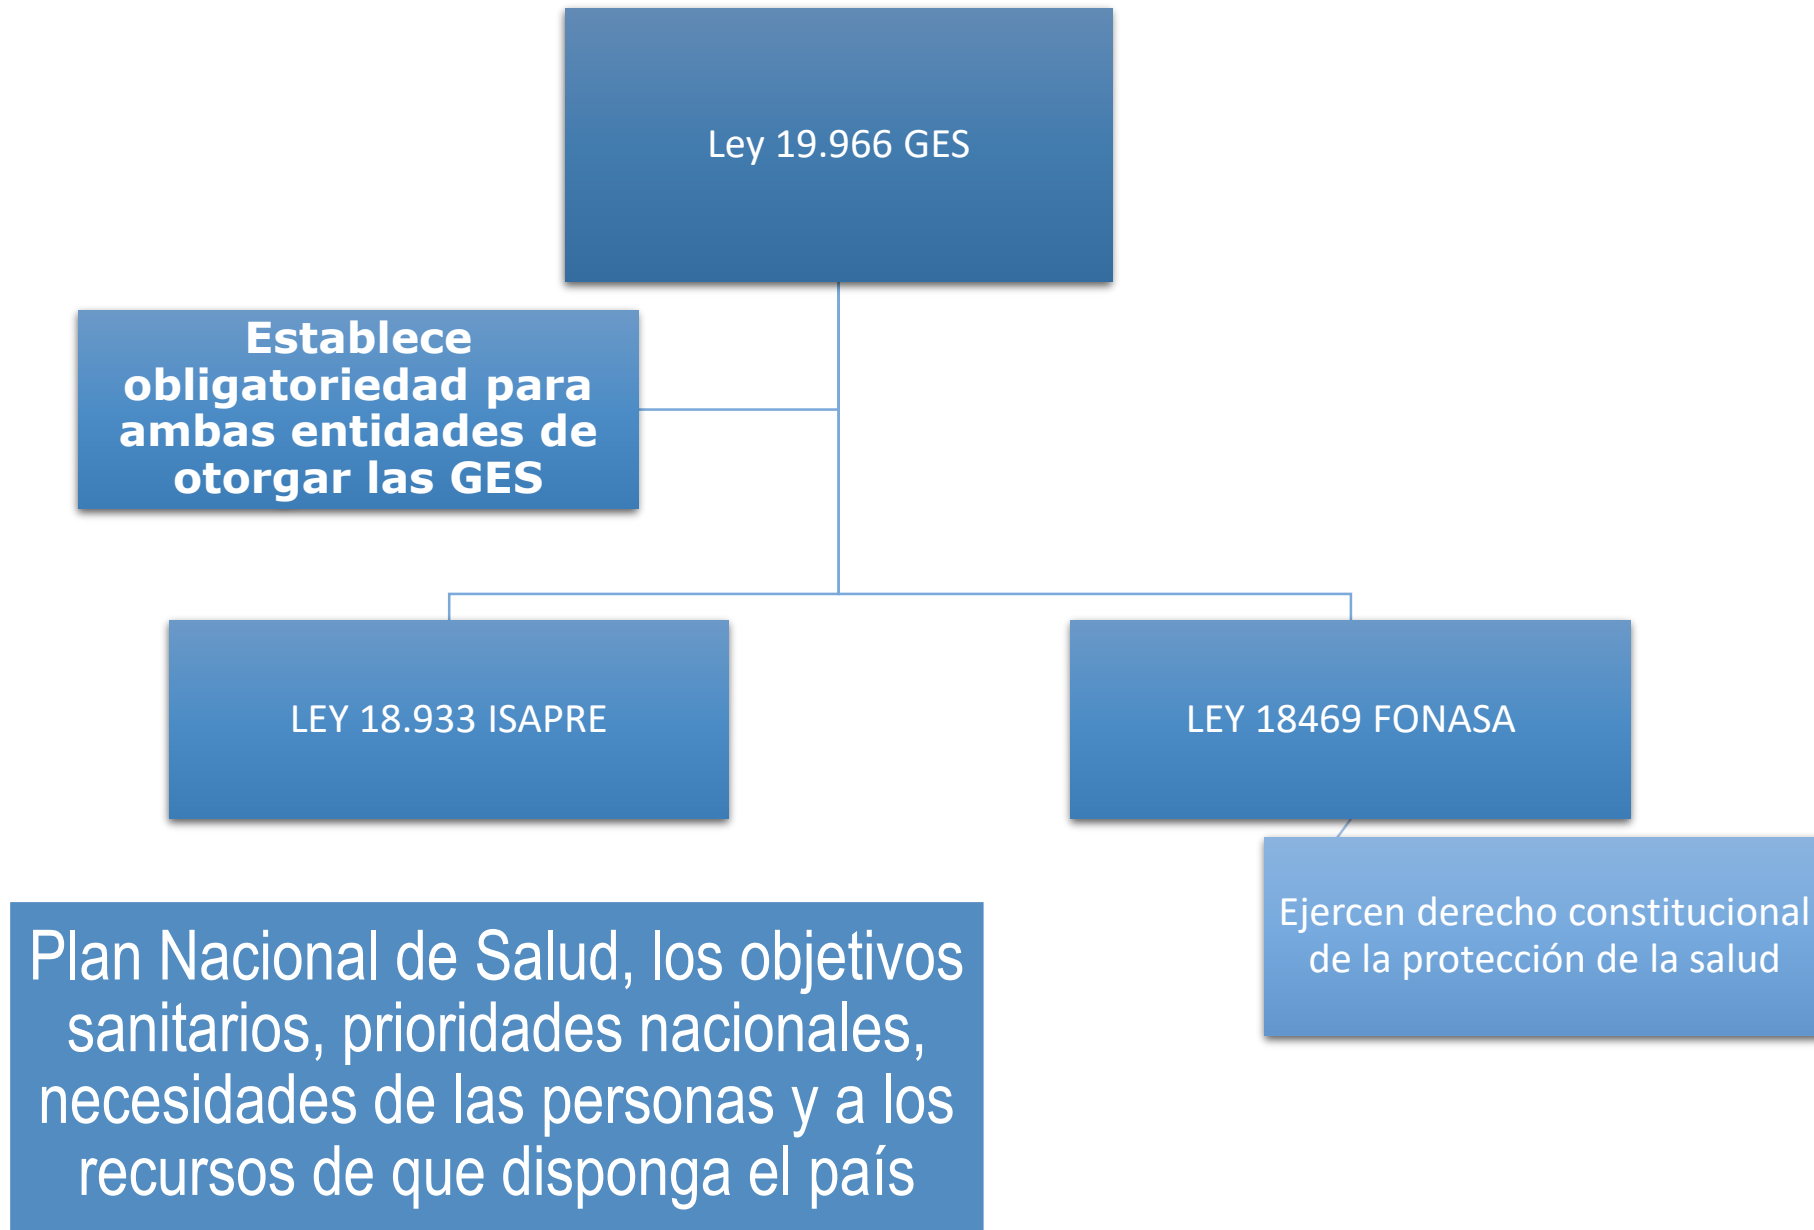 Ley 19.966 GES
Establece
obligatoriedad para
ambas entidades de
otorgar las GES
LEY 18.933 ISAPRE
LEY 18469 FONASA
Ejercen derecho constitucional
de la protección de la salud
Plan Nacional de Salud, los objetivos
sanitarios, prioridades nacionales,
necesidades de las personas y a los
recursos de que disponga el país